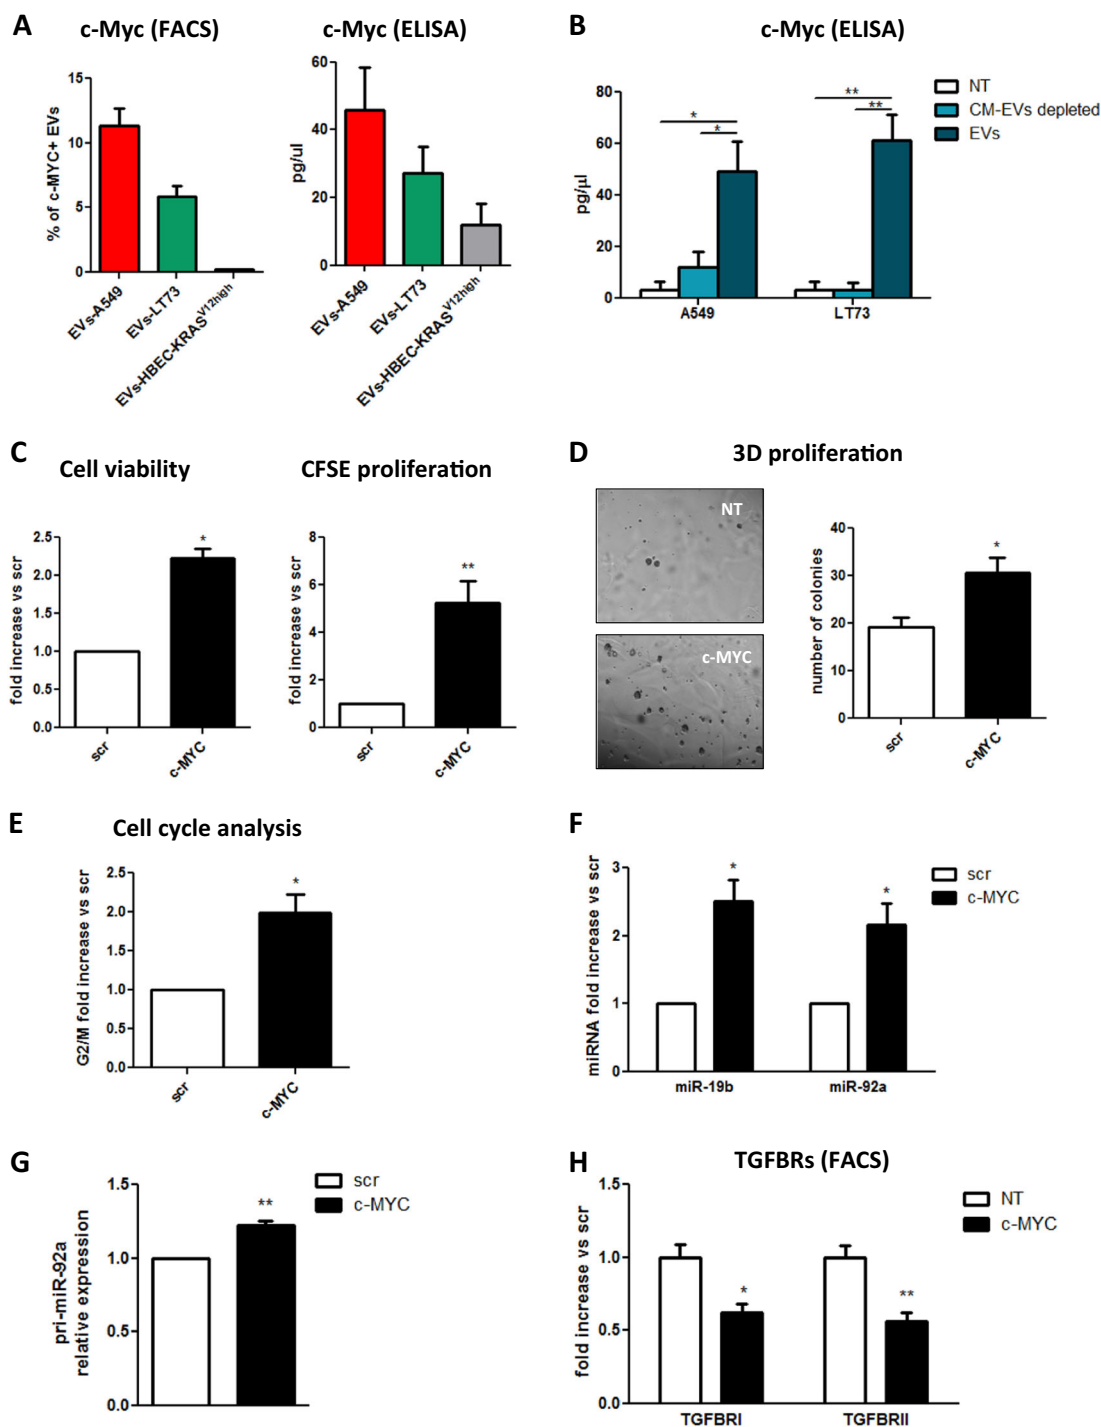 A
c-Myc (FACS)
% of c-MYC+ EVs
15
10
5
0
EVs-A549
EVs-LT73
EVs-HBEC-KRAS^V12high
c-Myc (ELISA)
pg/ul
60
40
20
0
EVs-A549
EVs-LT73
EVs-HBEC-KRAS^V12high
B
c-Myc (ELISA)
pg/µl
80
60
40
20
0
*
*
**
**
A549
LT73
NT
CM-EVs depleted
EVs
C
Cell viability
fold increase vs scr
2.5
2.0
1.5
1.0
0.5
0.0
*
scr
c-MYC
CFSE proliferation
fold increase vs scr
8
6
4
2
0
**
scr
c-MYC
D
3D proliferation
NT
c-MYC
number of colonies
40
30
20
10
0
*
scr
c-MYC
E
Cell cycle analysis
G2/M fold increase vs scr
2.5
2.0
1.5
1.0
0.5
0.0
*
scr
c-MYC
F
miRNA fold increase vs scr
3
2
1
0
*
*
miR-19b
miR-92a
scr
c-MYC
G
pri-miR-92a
relative expression
1.5
1.0
0.5
0.0
**
scr
c-MYC
H
TGFBRs (FACS)
fold increase vs scr
1.5
1.0
0.5
0.0
*
**
TGFBRI
TGFBRII
NT
c-MYC